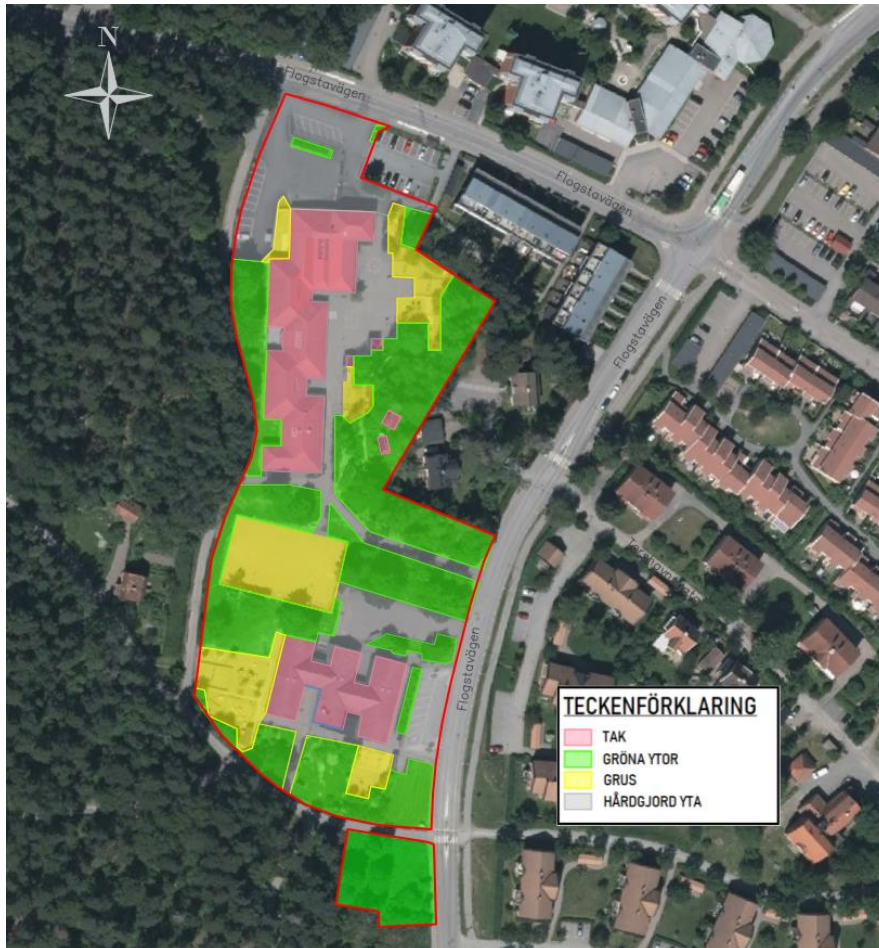 N
Flogstavägen
Flogstavägen
Flogstavägen
Flogstavägen
TECKENFÖRKLARING
TAK
GRÖNA YTOR
GRUS
HÅRDGJORD YTA